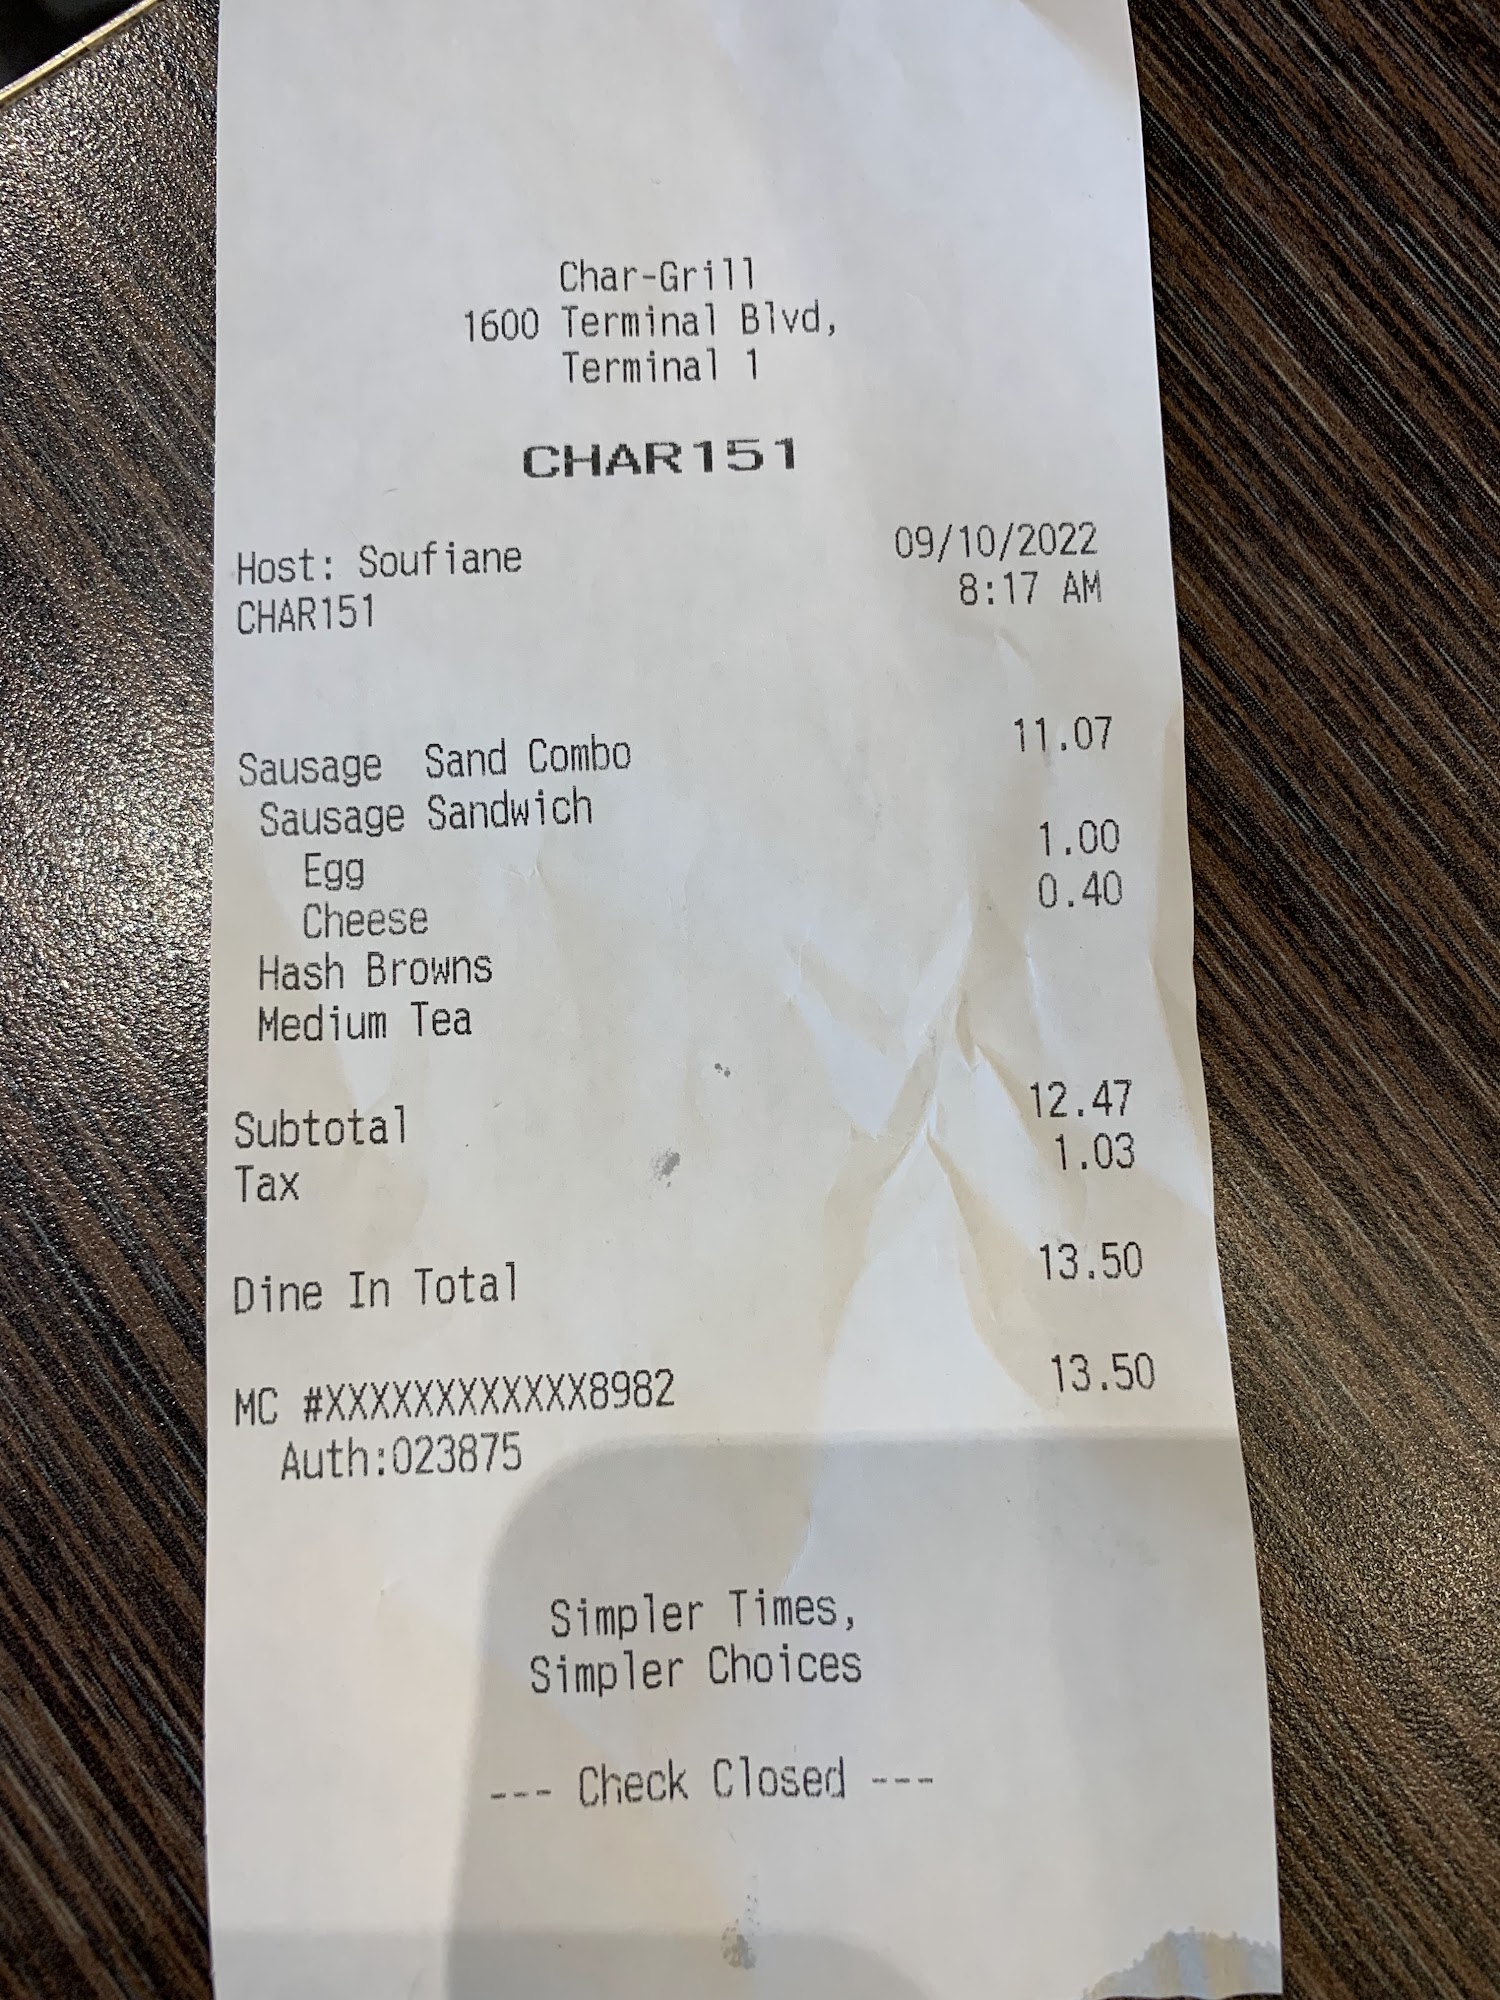 Char-Grill
1600 Terminal Blvd,
Terminal 1
CHAR151
Host: Soufiane 09/10/2022
CHAR151 8:17 AM
Sausage Sand Combo 11.07
Sausage Sandwich
Egg 1.00
Cheese 0.40
Hash Browns
Medium Tea
Subtotal 12.47
Tax 1.03
Dine In Total 13.50
MC #XXXXXXXXXXXX8982 13.50
Auth:023875
Simpler Times,
Simpler Choices
--- Check Closed ---